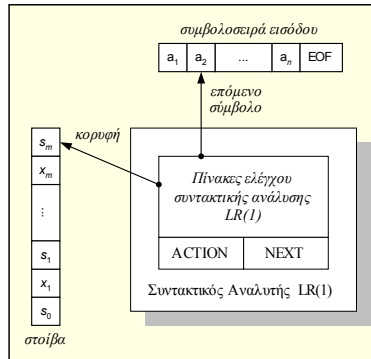 συμβολοσειρά εισόδου
a1 a2 ... an EOF
επόμενο
σύμβολο
κορυφή
sm
xm
⋮
s1
x1
s0
στοίβα
Πίνακες ελέγχου
συντακτικής ανάλυσης
LR(1)
ACTION NEXT
Συντακτικός Αναλυτής LR(1)